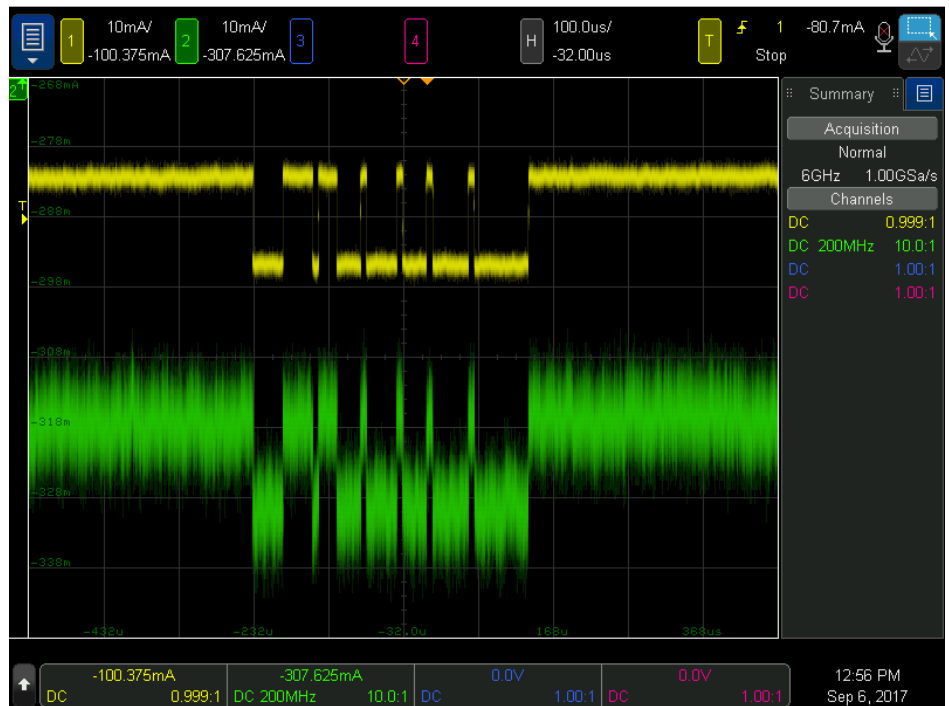 1 10mA/ 2 10mA/ 3 4 H 100.0us/ T 1 -80.7mA
-100.375mA -307.625mA -32.00us Stop
2
-268mA
-278m
T
-288m
-298m
-308m
-318m
-328m
-338m
-432u -232u -32.0u 168u 368us
Summary
Acquisition
Normal
6GHz 1.00GSa/s
Channels
DC 0.999:1
DC 200MHz 10.0:1
DC 1.00:1
DC 1.00:1
-100.375mA -307.625mA 0.0V 0.0V 12:56 PM
DC 0.999:1 DC 200MHz 10.0:1 DC 1.00:1 DC 1.00:1 Sep 6, 2017